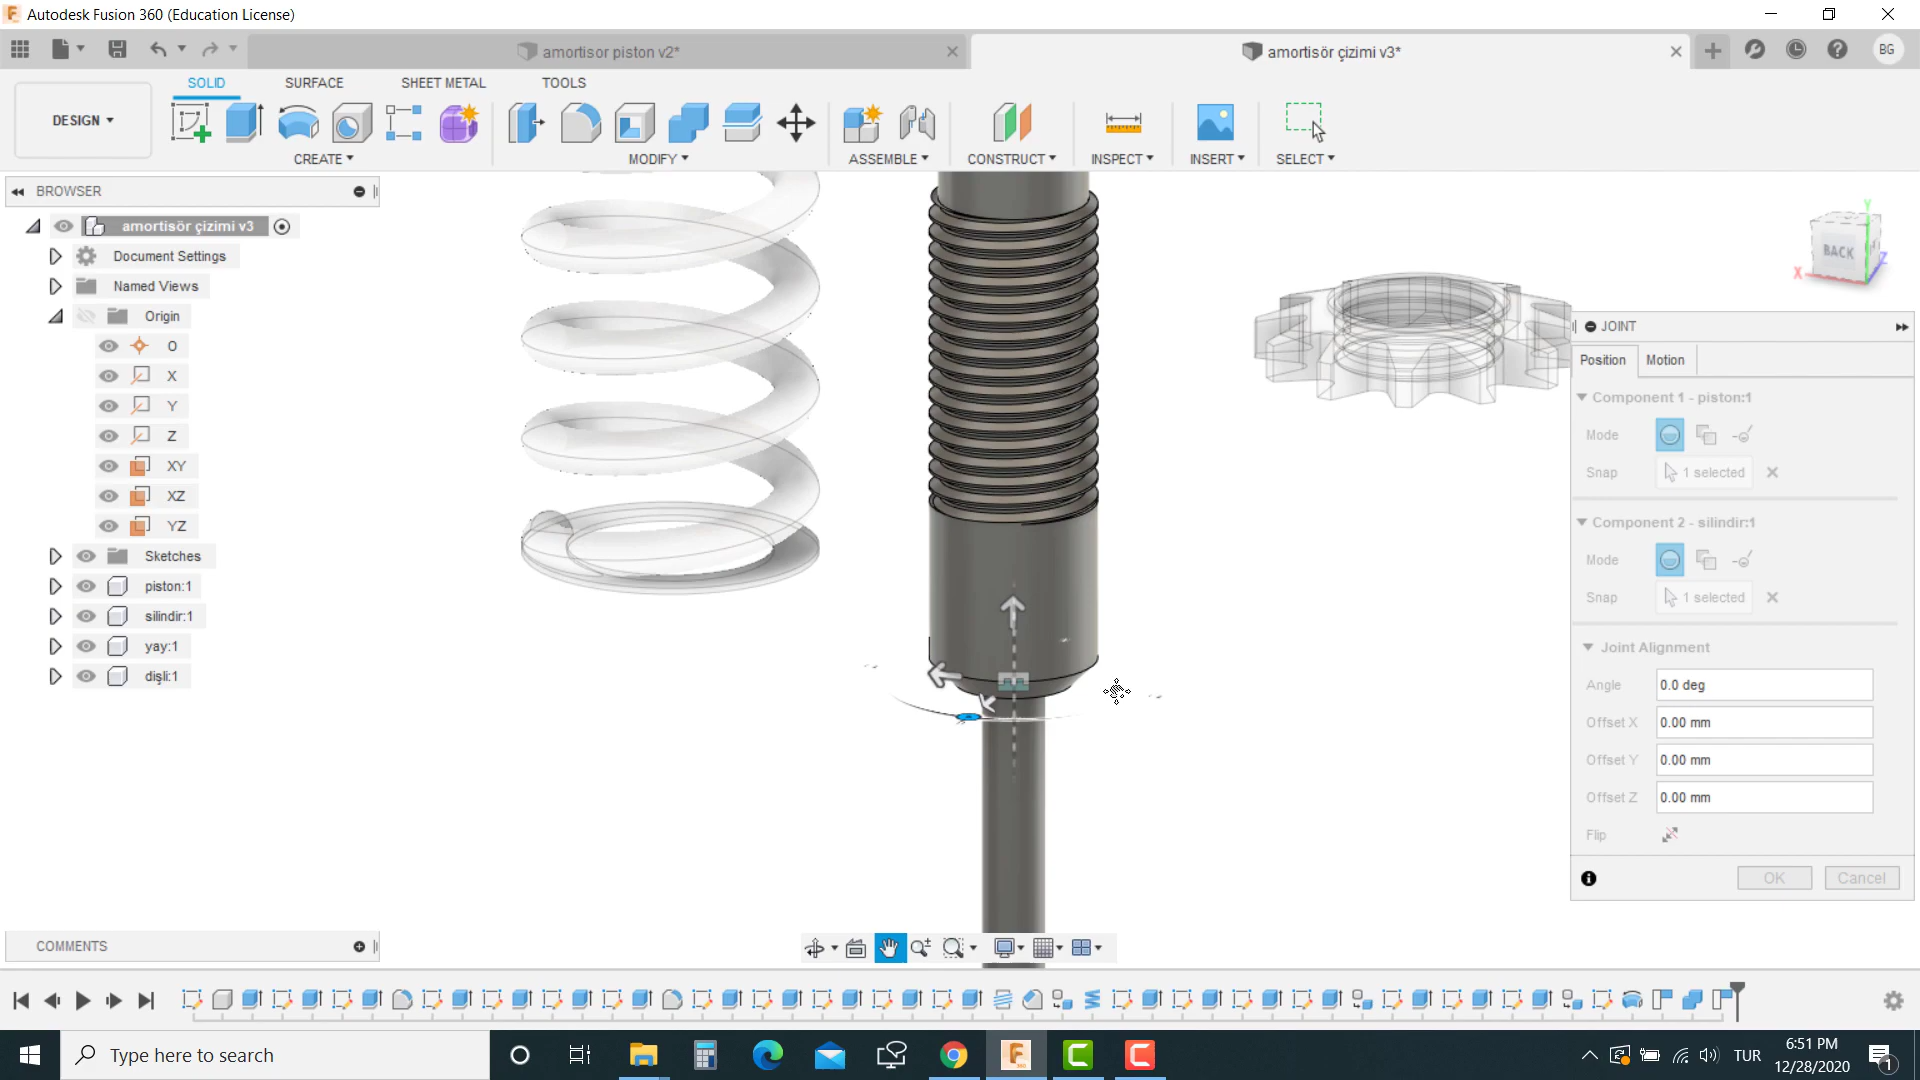 Autodesk Fusion 360 (Education License)
amortisor piston v2*
amortisör çizimi v3*
BG
DESIGN
SOLID
SURFACE
SHEET METAL
TOOLS
CREATE
MODIFY
ASSEMBLE
CONSTRUCT
INSPECT
INSERT
SELECT
BROWSER
amortisör çizimi v3
Document Settings
Named Views
Origin
O
X
Y
Z
XY
XZ
YZ
Sketches
piston:1
silindir:1
yay:1
dişli:1
Y
BACK
X
Z
JOINT
Position
Motion
Component 1 - piston:1
Mode
Snap
1 selected
Component 2 - silindir:1
Mode
Snap
1 selected
Joint Alignment
Angle
0.0 deg
Offset X
0.00 mm
Offset Y
0.00 mm
Offset Z
0.00 mm
Flip
OK
Cancel
COMMENTS
Type here to search
TUR
6:51 PM
12/28/2020
1